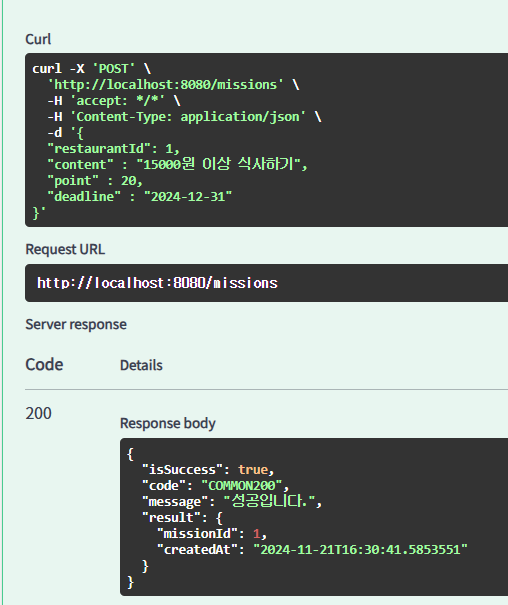 Curl
curl -X 'POST' \
  'http://localhost:8080/missions' \
  -H 'accept: */*' \
  -H 'Content-Type: application/json' \
  -d '{
  "restaurantId": 1,
  "content" : "15000원 이상 식사하기",
  "point" : 20,
  "deadline" : "2024-12-31"
}'
Request URL
http://localhost:8080/missions
Server response
Code Details
200
Response body
{
  "isSuccess": true,
  "code": "COMMON200",
  "message": "성공입니다.",
  "result": {
    "missionId": 1,
    "createdAt": "2024-11-21T16:30:41.5853551"
  }
}